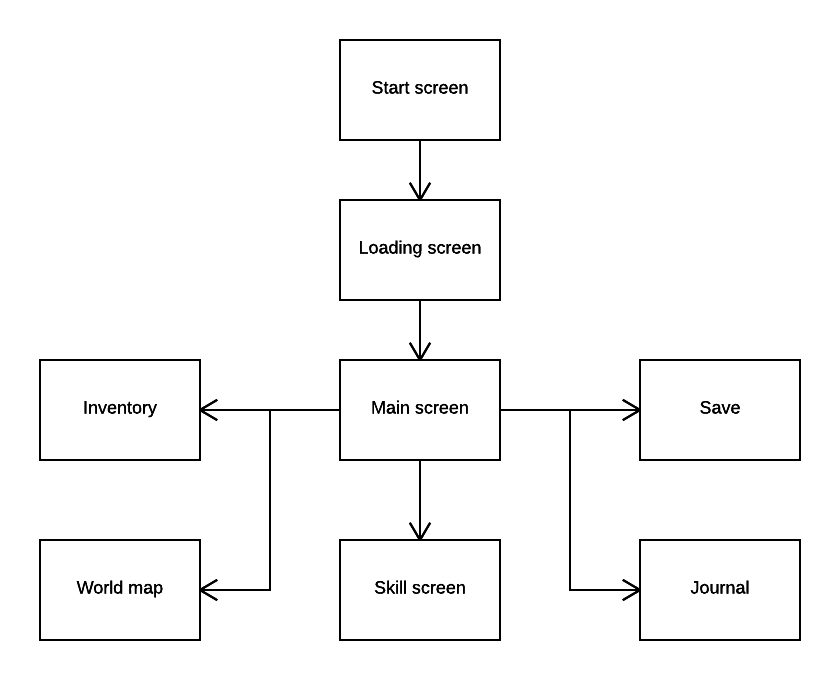 Start screen
Loading screen
Inventory
Main screen
Save
World map
Skill screen
Journal